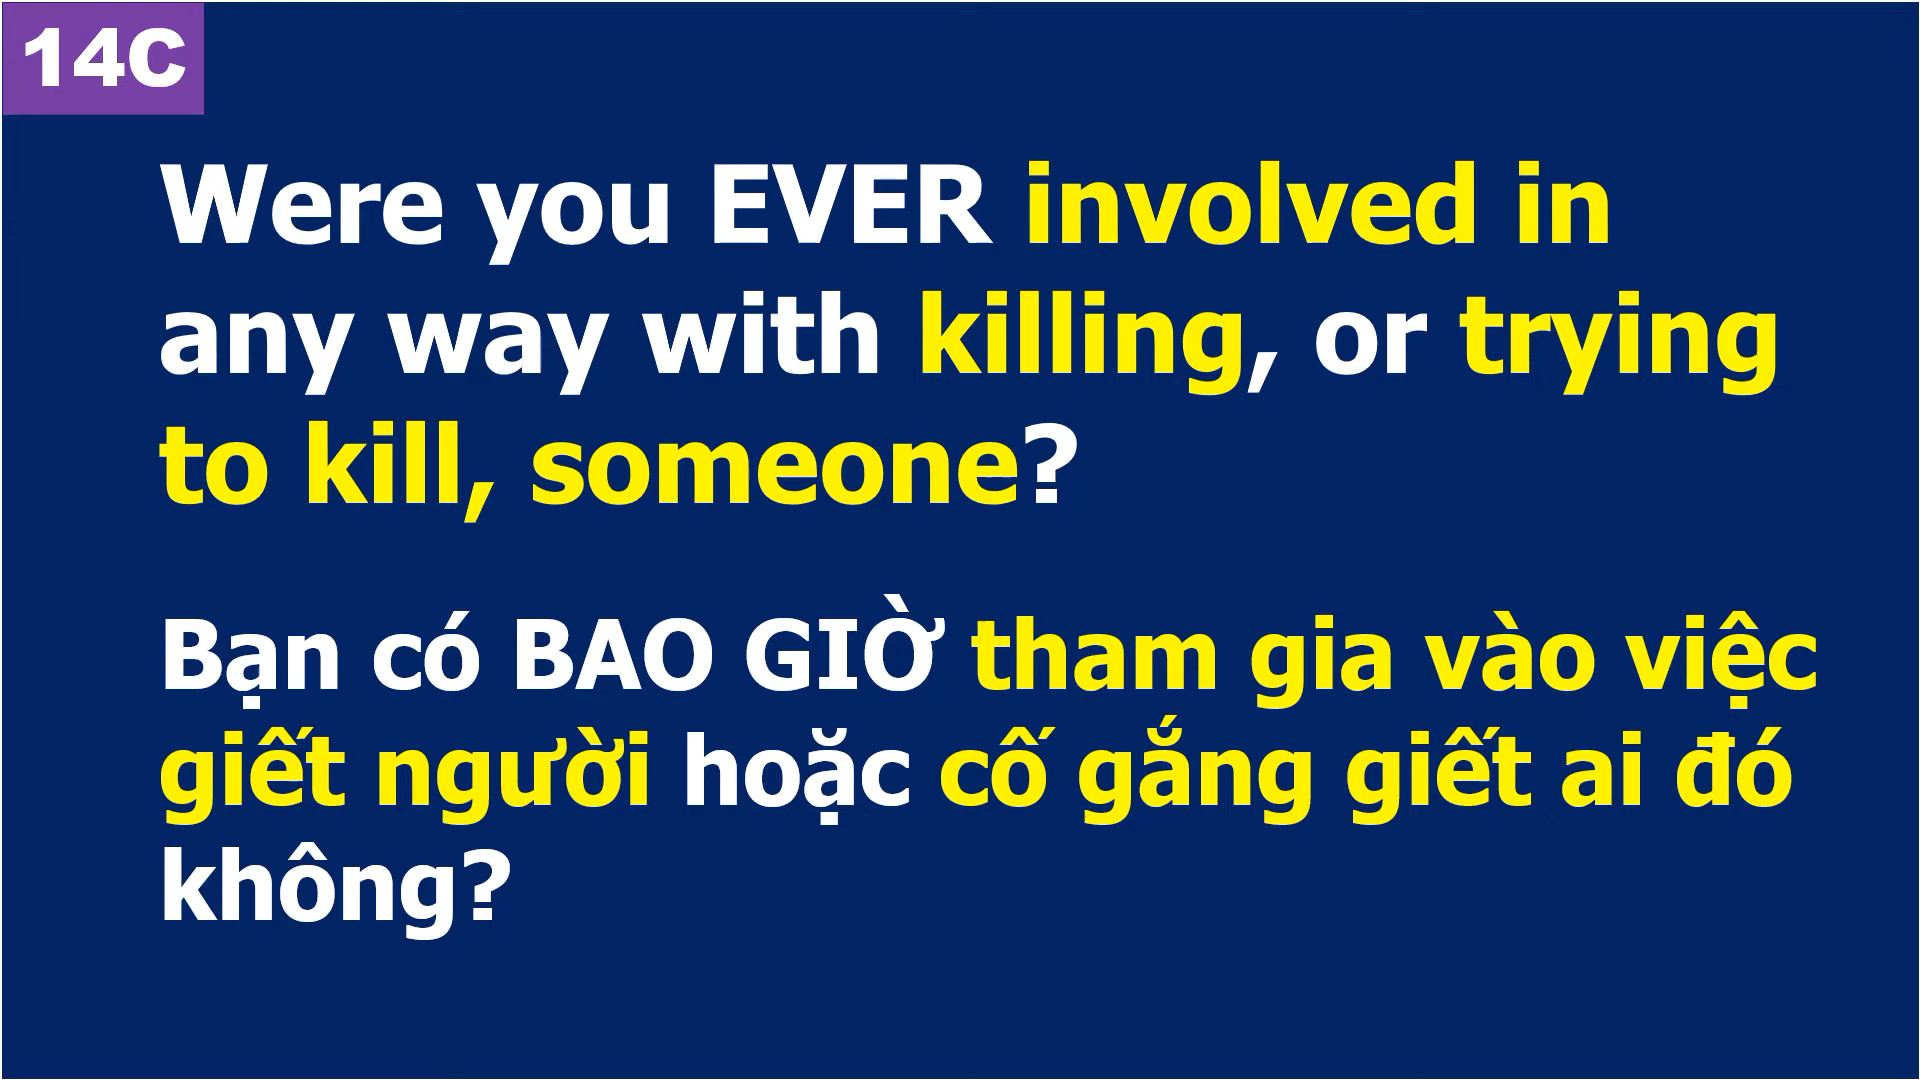 14C
Were you EVER involved in
any way with killing, or trying
to kill, someone?
Bạn có BAO GIỜ tham gia vào việc
giết người hoặc cố gắng giết ai đó
không?